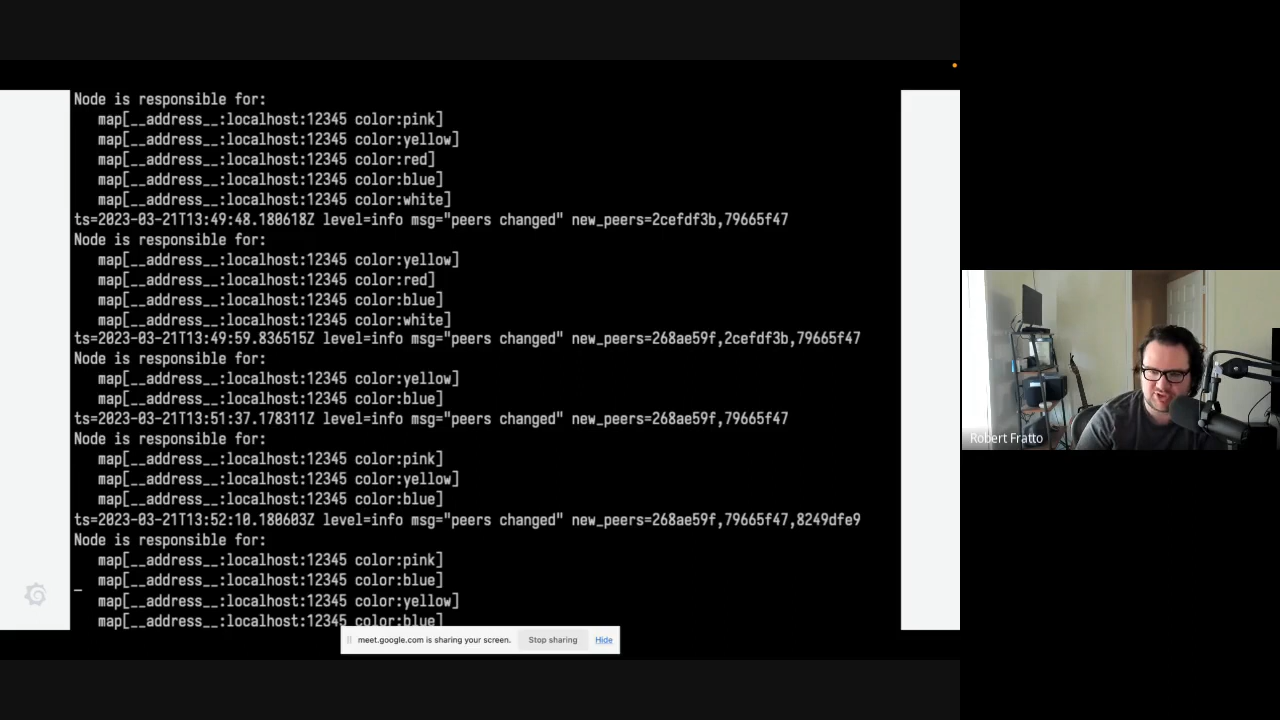 Node is responsible for:
map[__address__:localhost:12345 color:pink]
map[__address__:localhost:12345 color:yellow]
map[__address__:localhost:12345 color:red]
map[__address__:localhost:12345 color:blue]
map[__address__:localhost:12345 color:white]
ts=2023-03-21T13:49:48.180618Z level=info msg="peers changed" new_peers=2cefdf3b,79665f47
Node is responsible for:
map[__address__:localhost:12345 color:yellow]
map[__address__:localhost:12345 color:red]
map[__address__:localhost:12345 color:blue]
map[__address__:localhost:12345 color:white]
ts=2023-03-21T13:49:59.836515Z level=info msg="peers changed" new_peers=268ae59f,2cefdf3b,79665f47
Node is responsible for:
map[__address__:localhost:12345 color:yellow]
map[__address__:localhost:12345 color:blue]
ts=2023-03-21T13:51:37.178311Z level=info msg="peers changed" new_peers=268ae59f,79665f47
Node is responsible for:
map[__address__:localhost:12345 color:pink]
map[__address__:localhost:12345 color:yellow]
map[__address__:localhost:12345 color:blue]
ts=2023-03-21T13:52:10.180603Z level=info msg="peers changed" new_peers=268ae59f,79665f47,8249dfe9
Node is responsible for:
map[__address__:localhost:12345 color:pink]
map[__address__:localhost:12345 color:blue]
map[__address__:localhost:12345 color:yellow]
map[__address__:localhost:12345 color:blue]
meet.google.com is sharing your screen. Stop sharing Hide
Robert Fratto